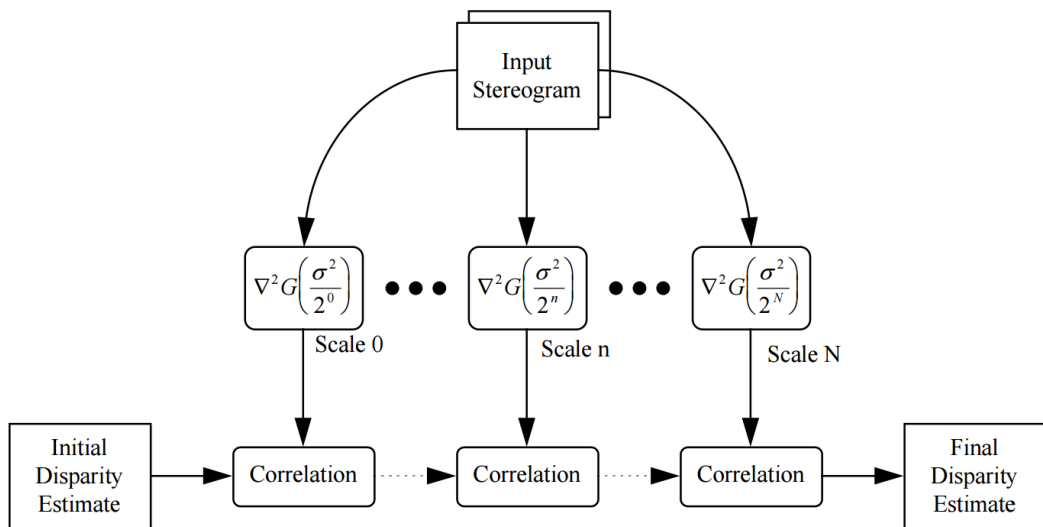 Input
Stereogram
∇²G(σ²/2⁰)
∇²G(σ²/2ⁿ)
∇²G(σ²/2ᴺ)
Scale 0
Scale n
Scale N
Initial
Disparity
Estimate
Correlation
Correlation
Correlation
Final
Disparity
Estimate